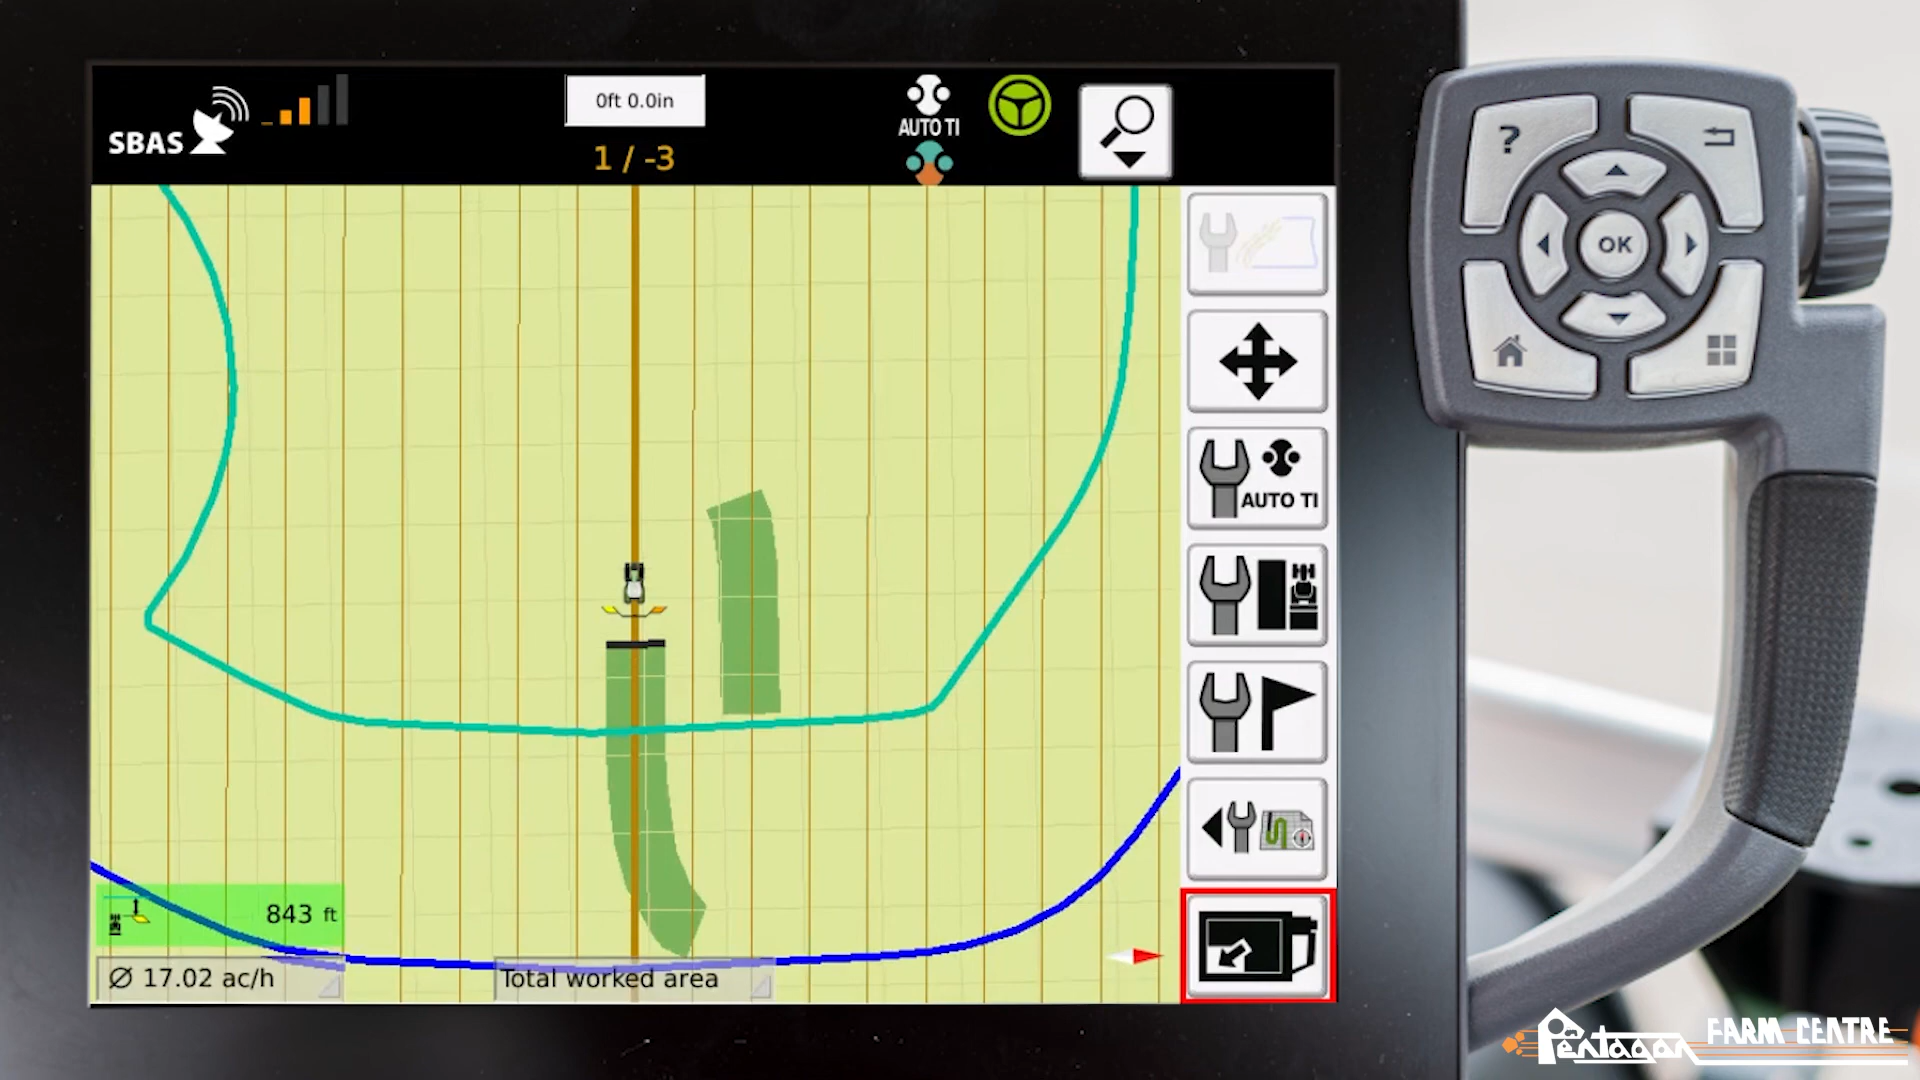 SBAS
0ft 0.0in
1 / -3
AUTO TI
AUTO TI
843 ft
Ø 17.02 ac/h
Total worked area
?
OK
Pentagon FARM CENTRE